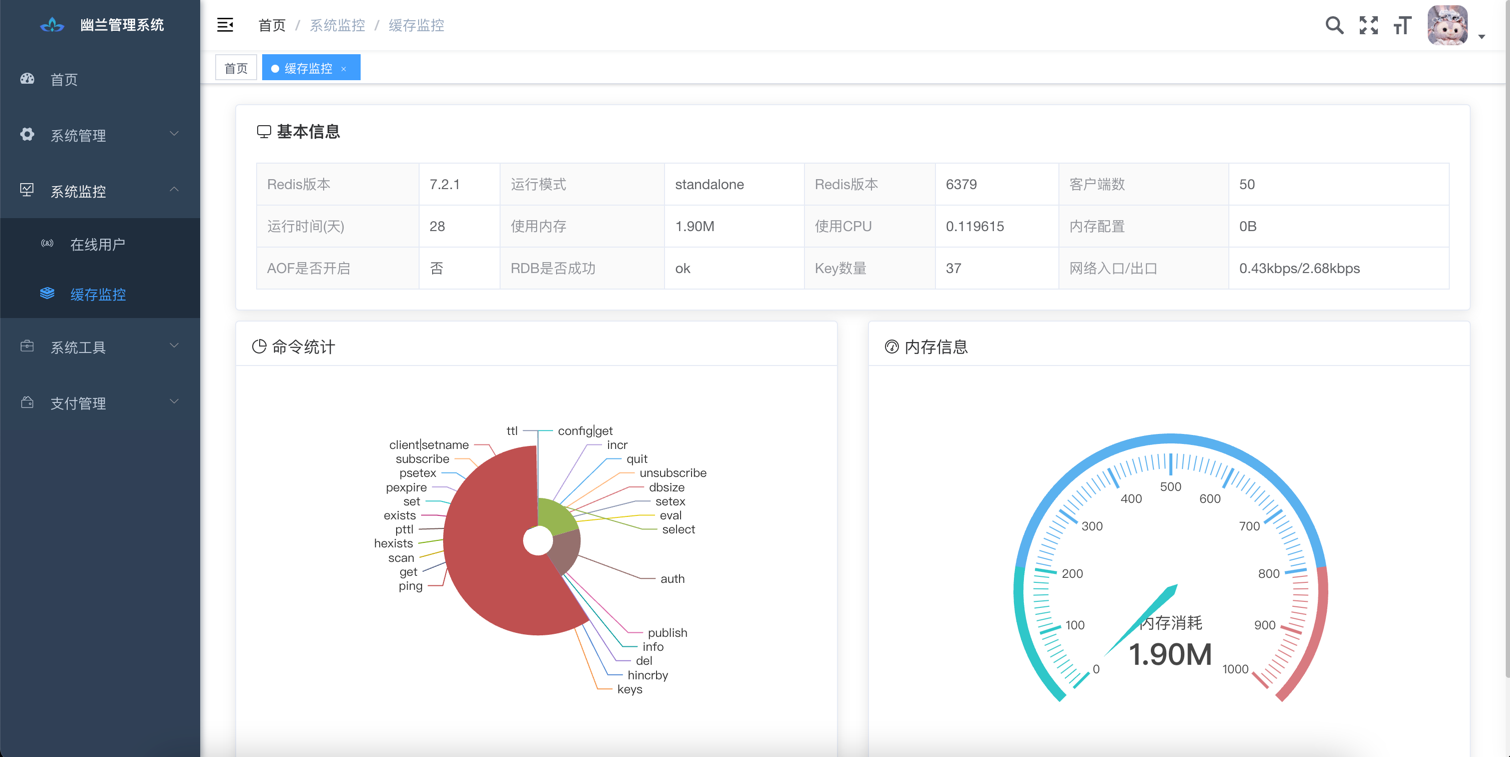 幽兰管理系统
首页 / 系统监控 / 缓存监控
首页
系统管理
系统监控
在线用户
缓存监控
系统工具
支付管理
首页
缓存监控 ×
基本信息
Redis版本 7.2.1 运行模式 standalone Redis版本 6379 客户端数 50
运行时间(天) 28 使用内存 1.90M 使用CPU 0.119615 内存配置 0B
AOF是否开启 否 RDB是否成功 ok Key数量 37 网络入口/出口 0.43kbps/2.68kbps
命令统计
ttl
client|setname
subscribe
psetex
pexpire
set
exists
pttl
hexists
scan
get
ping
config|get
incr
quit
unsubscribe
dbsize
setex
eval
select
auth
publish
info
del
hincrby
keys
内存信息
0
100
200
300
400
500
600
700
800
900
1000
内存消耗
1.90M